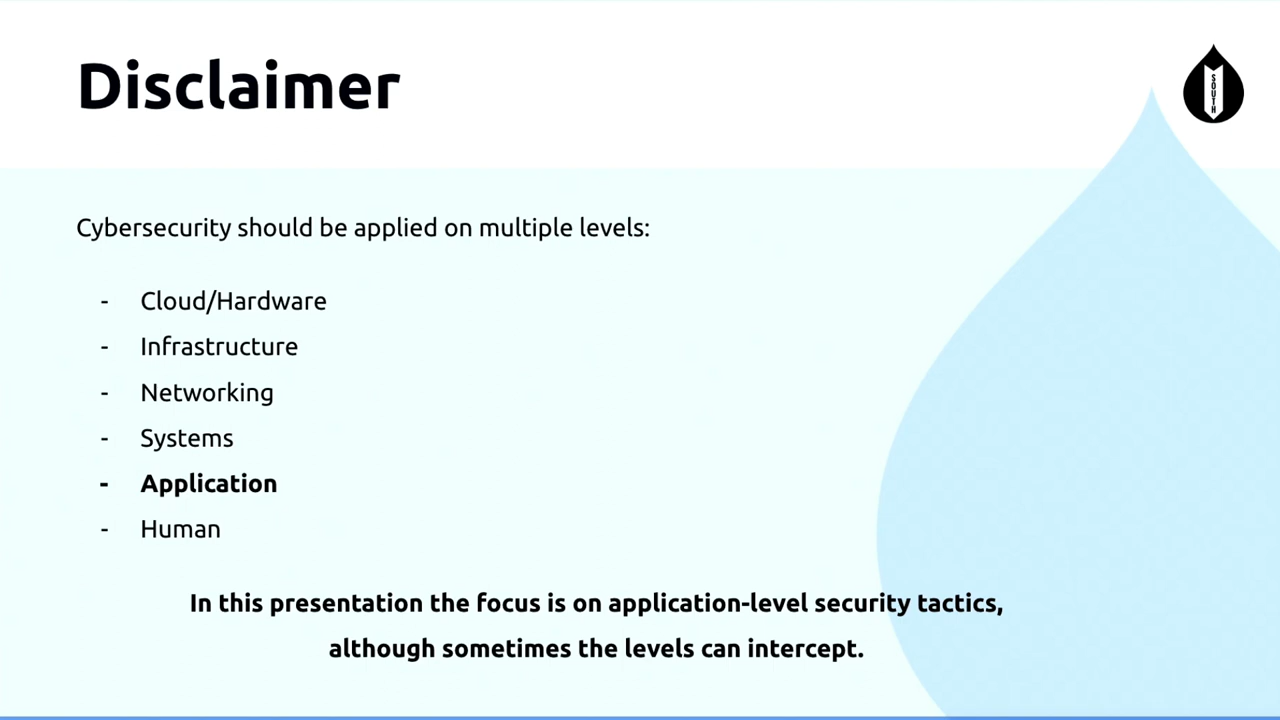 Disclaimer
SOUTH
Cybersecurity should be applied on multiple levels:
- Cloud/Hardware
- Infrastructure
- Networking
- Systems
- Application
- Human
In this presentation the focus is on application-level security tactics,
although sometimes the levels can intercept.